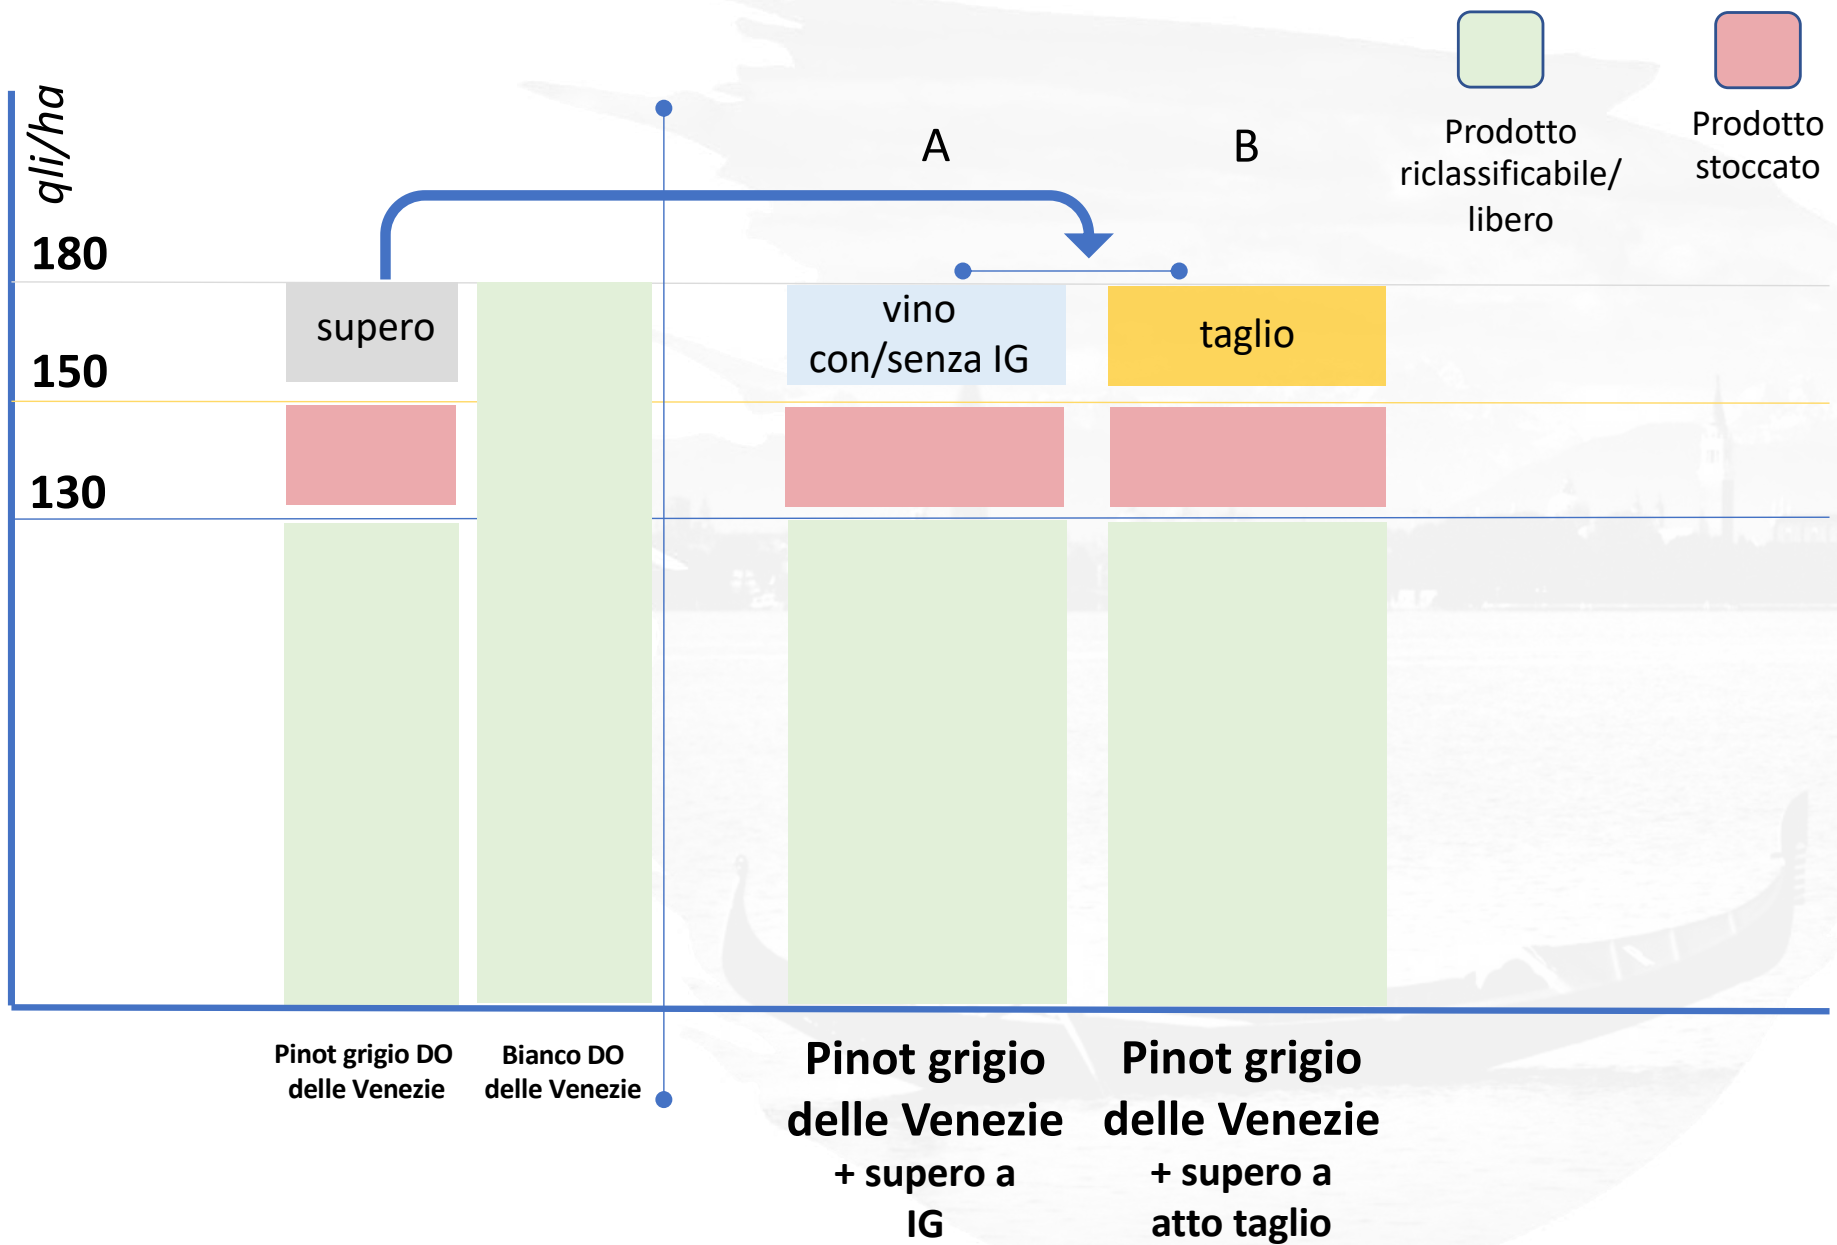 qli/ha
180
150
130
A
B
Prodotto
riclassificabile/
libero
Prodotto
stoccato
supero
vino
con/senza IG
taglio
Pinot grigio DO
delle Venezie
Bianco DO
delle Venezie
Pinot grigio
delle Venezie
+ supero a
IG
Pinot grigio
delle Venezie
+ supero a
atto taglio